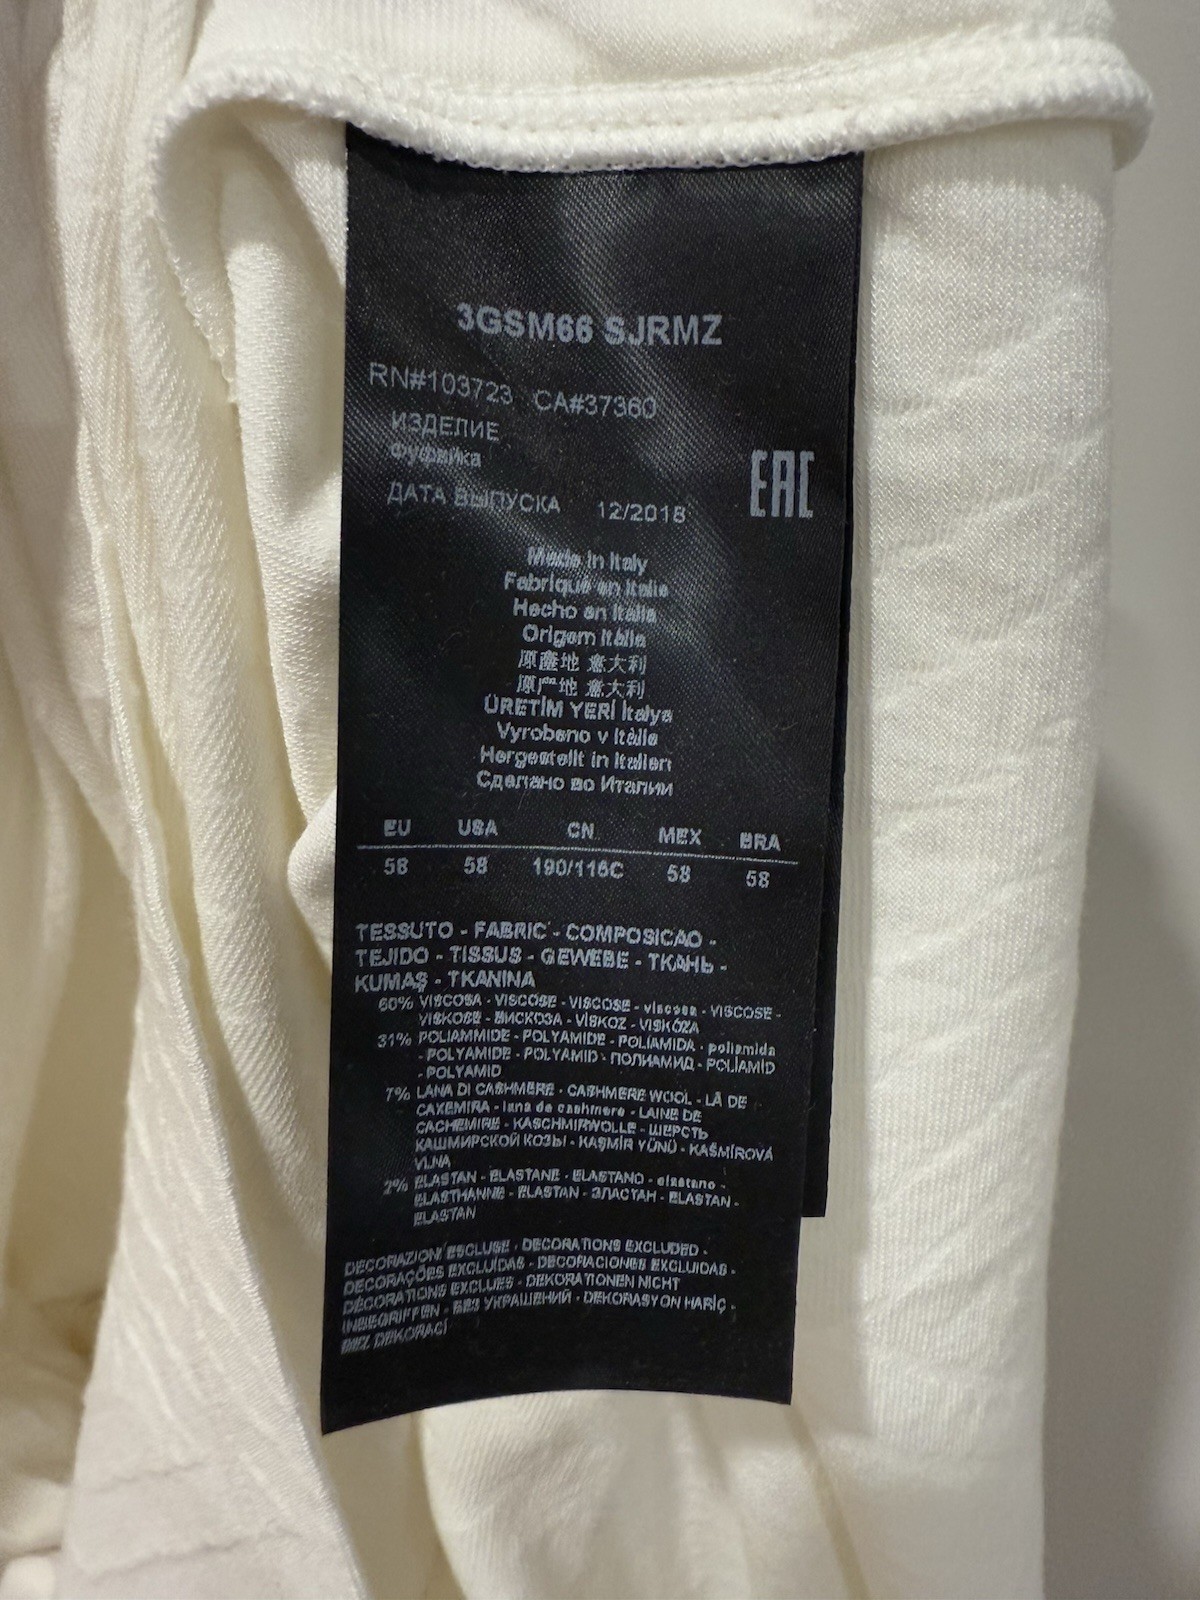 3GSM66 SJRMZ
RN#103723 CA#37360
ИЗДЕЛИЕ
Фуфайка
ДАТА ВЫПУСКА 12/2018
EAC
Made in Italy
Fabriqué en Italie
Hecho en Italia
Origem Itália
原產地 意大利
原产地 意大利
ÜRETİM YERİ İtalya
Vyrobeno v Itálie
Hergestellt in Italien
Сделано во Италии
EU USA CN MEX BRA
58 58 190/116C 58 58
TESSUTO - FABRIC - COMPOSICAO -
TEJIDO - TISSUS - GEWEBE - ТКАНЬ -
KUMAŞ - TKANINA
60% VISCOSA - VISCOSE - VISCOSE - viscosa - VISCOSE -
VISKOSE - ВИСКОЗА - VİSKOZ - VISKÓZA
31% POLIAMMIDE - POLYAMIDE - POLIAMIDA - poliamida
- POLYAMIDE - POLYAMID - ПОЛИАМИД - POLİAMİD
- POLYAMID
7% LANA DI CASHMERE - CASHMERE WOOL - LÃ DE
CAXEMIRA - lana de cashmere - LAINE DE
CACHEMIRE - KASCHMIRWOLLE - ШЕРСТЬ
КАШМИРСКОЙ КОЗЫ - KAŞMİR YÜNÜ - KAŠMÍROVÁ
VLNA
2% ELASTAN - ELASTANE - ELASTANO - elastano -
ELASTHANNE - ELASTAN - ЭЛАСТАН - ELASTAN -
ELASTAN
DECORAZIONI ESCLUSE - DECORATIONS EXCLUDED -
DECORAÇÕES EXCLUÍDAS - DECORACIONES EXCLUIDAS -
DÉCORATIONS EXCLUES - DEKORATIONEN NICHT
INBEGRIFFEN - БЕЗ УКРАШЕНИЙ - DEKORASYON HARİÇ -
BEZ DEKORACÍ